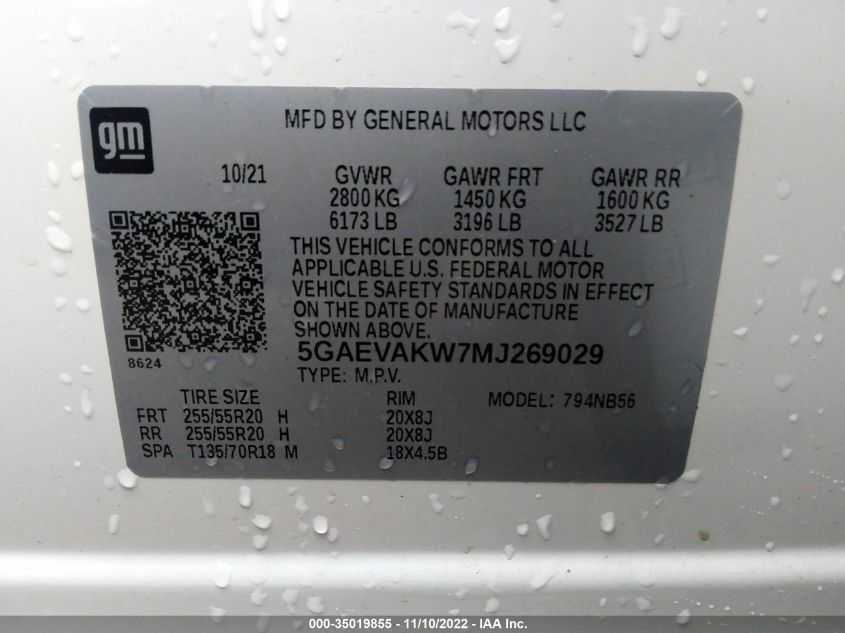 gm
MFD BY GENERAL MOTORS LLC
10/21 GVWR GAWR FRT GAWR RR
2800 KG 1450 KG 1600 KG
6173 LB 3196 LB 3527 LB
THIS VEHICLE CONFORMS TO ALL
APPLICABLE U.S. FEDERAL MOTOR
VEHICLE SAFETY STANDARDS IN EFFECT
ON THE DATE OF MANUFACTURE
SHOWN ABOVE.
8624
5GAEVAKW7MJ269029
TYPE: M.P.V.
TIRE SIZE RIM MODEL: 794NB56
FRT 255/55R20 H 20X8J
RR 255/55R20 H 20X8J
SPA T135/70R18 M 18X4.5B
000-35019855 - 11/10/2022 - IAA Inc.